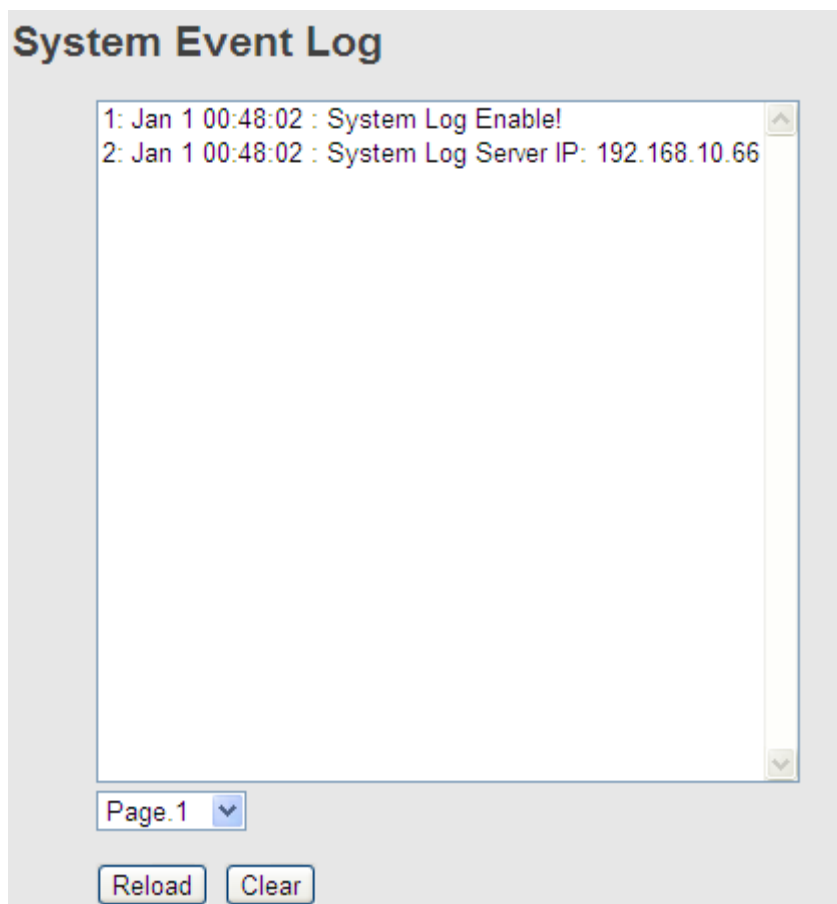 System Event Log
1: Jan 1 00:48:02 : System Log Enable!
2: Jan 1 00:48:02 : System Log Server IP: 192.168.10.66
Page.1
Reload Clear